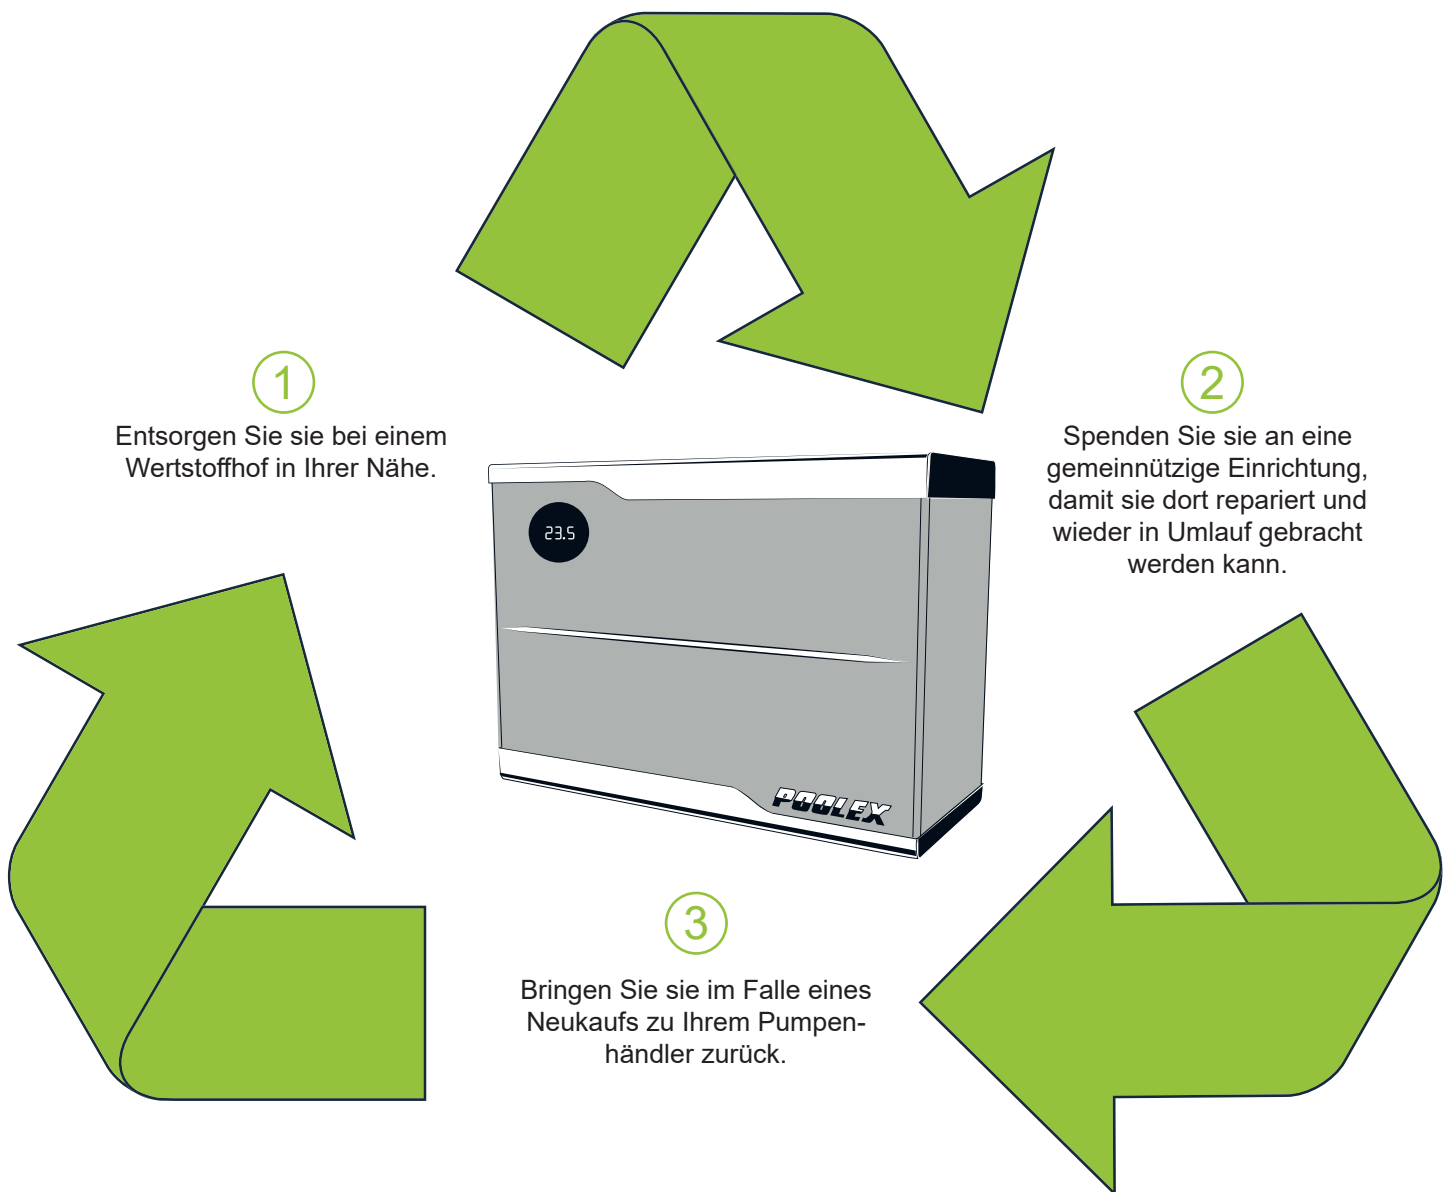 1
Entsorgen Sie sie bei einem
Wertstoffhof in Ihrer Nähe.
2
Spenden Sie sie an eine
gemeinnützige Einrichtung,
damit sie dort repariert und
wieder in Umlauf gebracht
werden kann.
23.5
POOLEX
3
Bringen Sie sie im Falle eines
Neukaufs zu Ihrem Pumpen-
händler zurück.